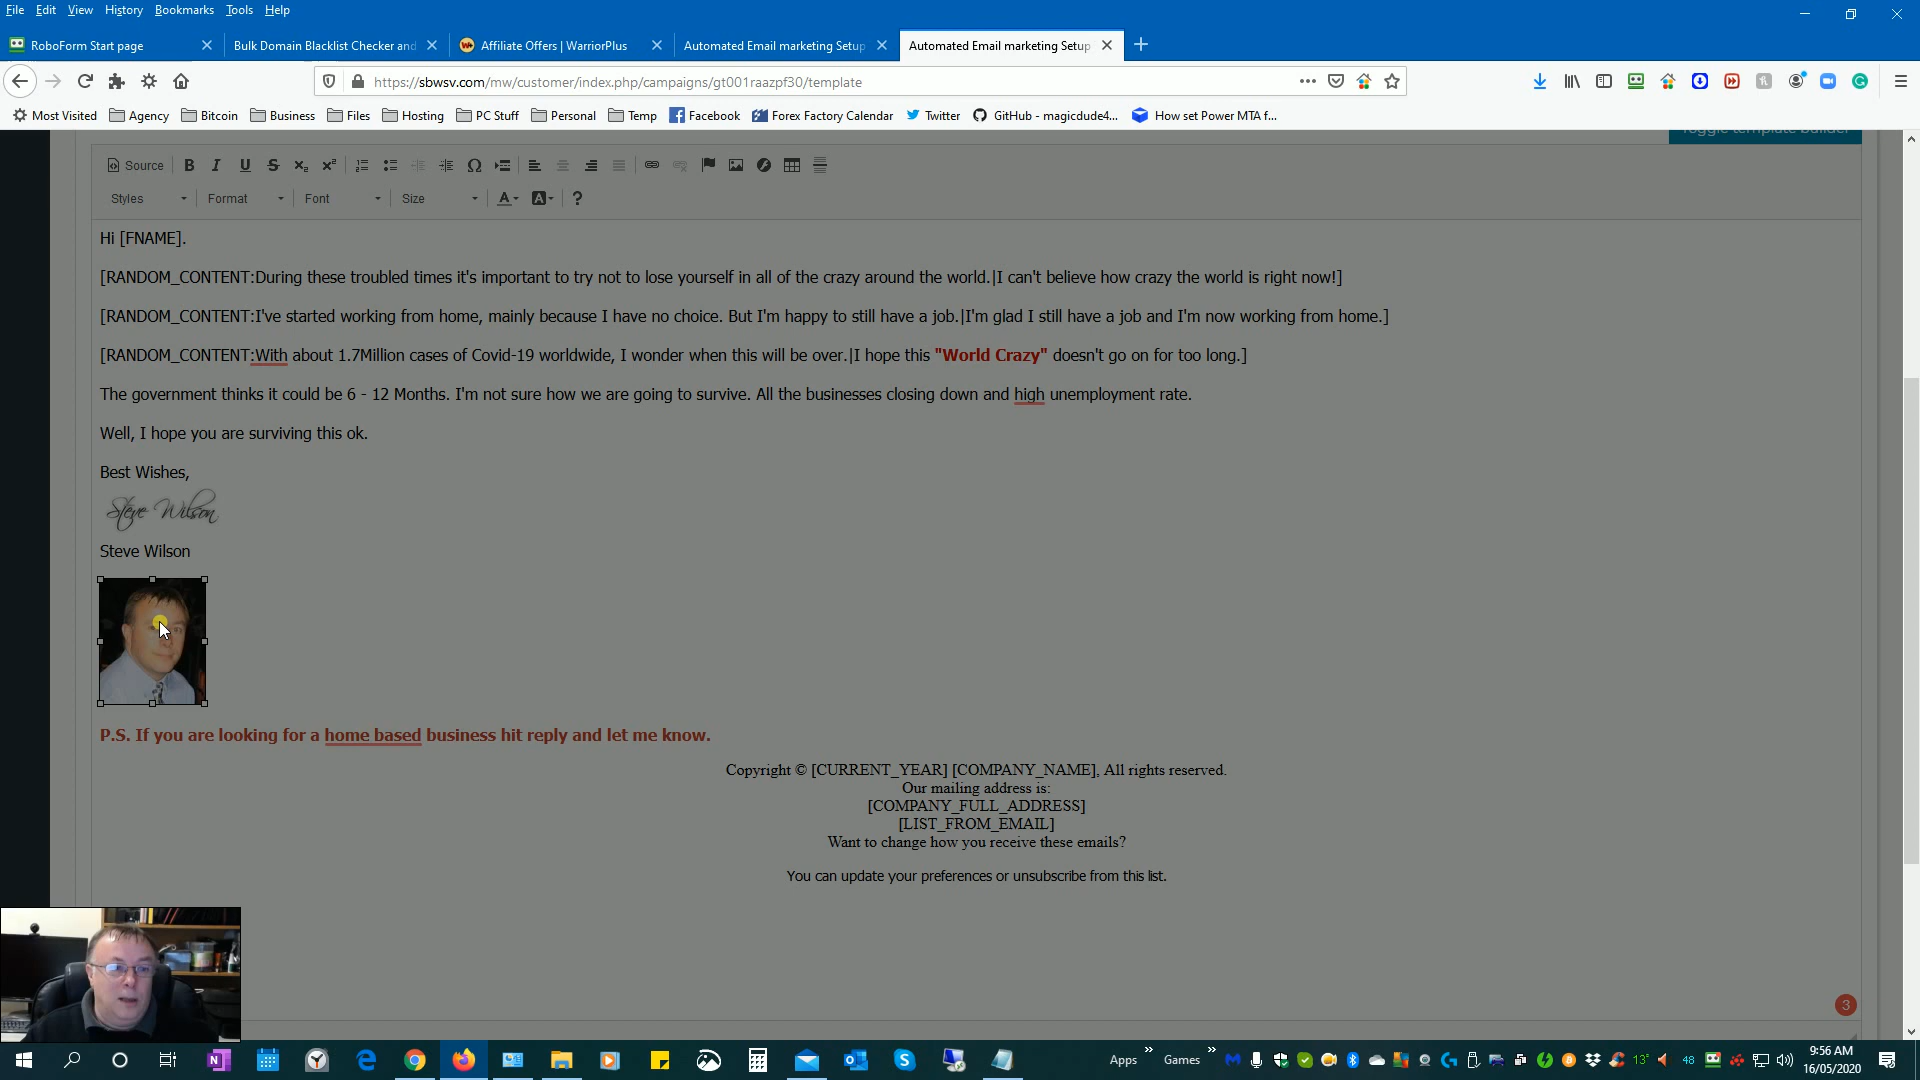 File Edit View History Bookmarks Tools Help
RoboForm Start page
Bulk Domain Blacklist Checker and
Affiliate Offers | WarriorPlus
Automated Email marketing Setup
Automated Email marketing Setup
https://sbwsv.com/mw/customer/index.php/campaigns/gt001raazpf30/template
Most Visited Agency Bitcoin Business Files Hosting PC Stuff Personal Temp Facebook Forex Factory Calendar Twitter GitHub - magicdude4... How set Power MTA f...
Toggle template builder
Source B I U S x₂ x²
Styles Format Font Size A A ?
Hi [FNAME].
[RANDOM_CONTENT:During these troubled times it's important to try not to lose yourself in all of the crazy around the world.|I can't believe how crazy the world is right now!]
[RANDOM_CONTENT:I've started working from home, mainly because I have no choice. But I'm happy to still have a job.|I'm glad I still have a job and I'm now working from home.]
[RANDOM_CONTENT:With about 1.7Million cases of Covid-19 worldwide, I wonder when this will be over.|I hope this "World Crazy" doesn't go on for too long.]
The government thinks it could be 6 - 12 Months. I'm not sure how we are going to survive. All the businesses closing down and high unemployment rate.
Well, I hope you are surviving this ok.
Best Wishes,
Steve Wilson
Steve Wilson
P.S. If you are looking for a home based business hit reply and let me know.
Copyright © [CURRENT_YEAR] [COMPANY_NAME], All rights reserved.
Our mailing address is:
[COMPANY_FULL_ADDRESS]
[LIST_FROM_EMAIL]
Want to change how you receive these emails?
You can update your preferences or unsubscribe from this list.
3
Apps » Games » 13° 48
9:56 AM
16/05/2020